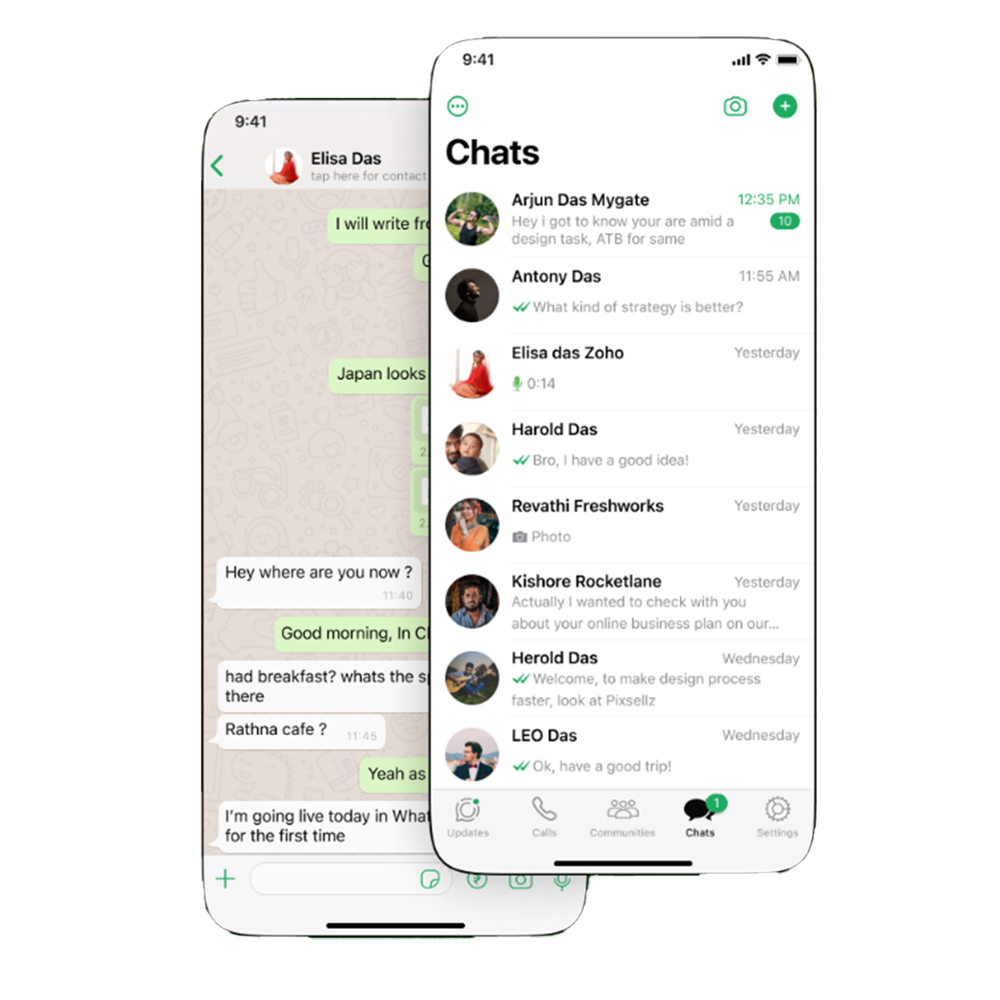 9:41
Elisa Das
tap here for contact
I will write
Japan looks
2.
2.
Hey where are you now ?
11:40
Good morning, In
had breakfast? whats the
there
Rathna cafe ?
11:45
Yeah as
I'm going live today in
for the first time
9:41
Chats
Arjun Das Mygate
12:35 PM
Hey i got to know your are amid a
10
design task, ATB for same
Antony Das
11:55 AM
What kind of strategy is better?
Elisa das Zoho
Yesterday
0:14
Harold Das
Yesterday
Bro, I have a good idea!
Revathi Freshworks
Yesterday
Photo
Kishore Rocketlane
Yesterday
Actually I wanted to check with you
about your online business plan on our...
Herold Das
Wednesday
Welcome, to make design process
faster, look at Pixsellz
LEO Das
Wednesday
Ok, have a good trip!
1
Updates
Calls
Communities
Chats
Settings